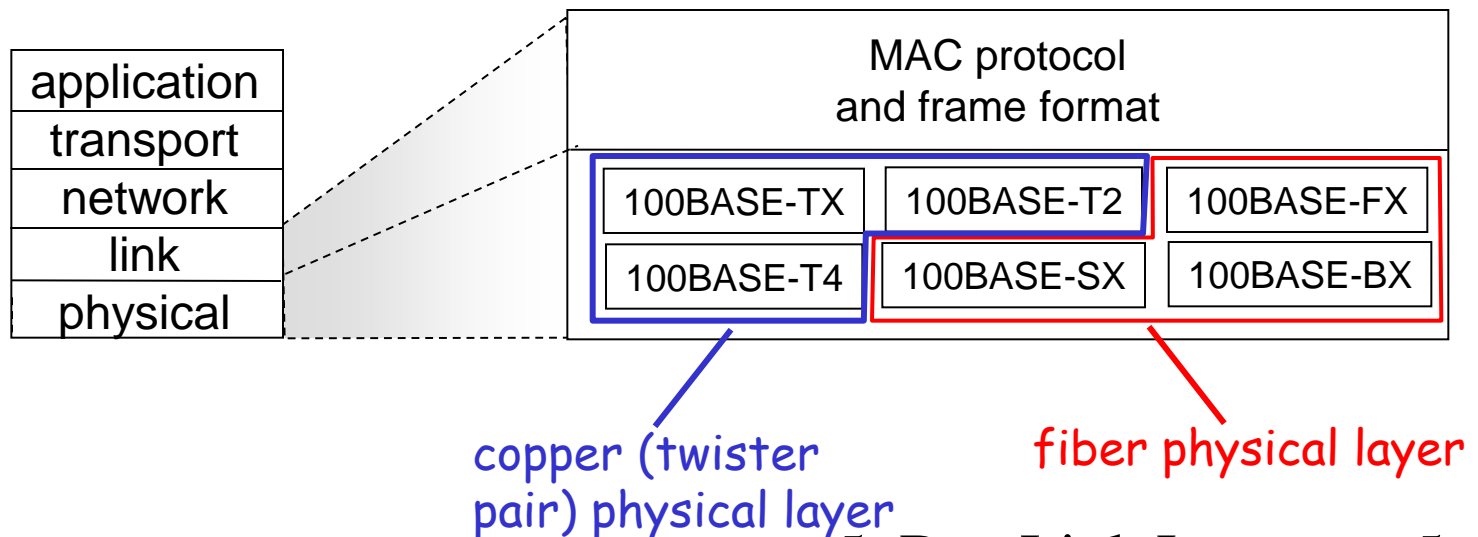 application
transport
network
link
physical
MAC protocol
and frame format
100BASE-TX
100BASE-T2
100BASE-FX
100BASE-T4
100BASE-SX
100BASE-BX
copper (twister
pair) physical layer
fiber physical layer